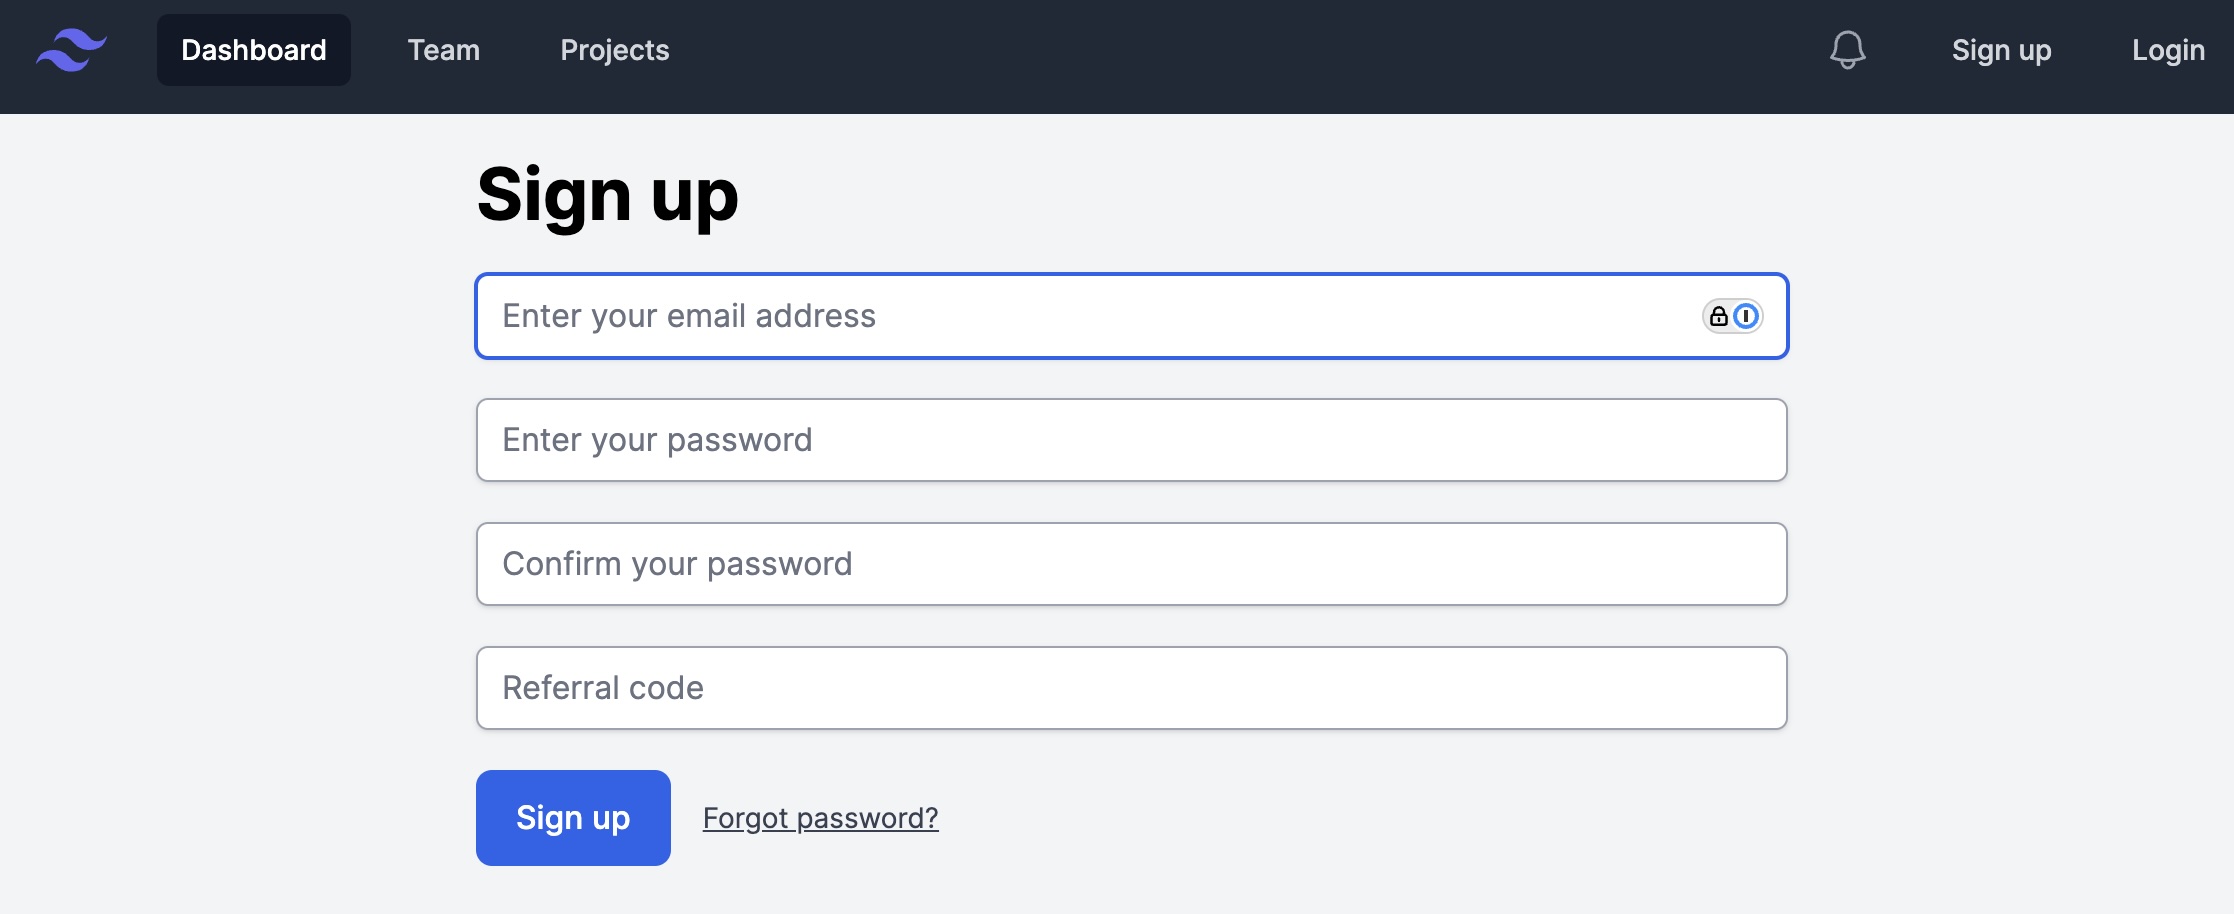 Dashboard Team Projects Sign up Login
Sign up
Enter your email address
Enter your password
Confirm your password
Referral code
Sign up Forgot password?